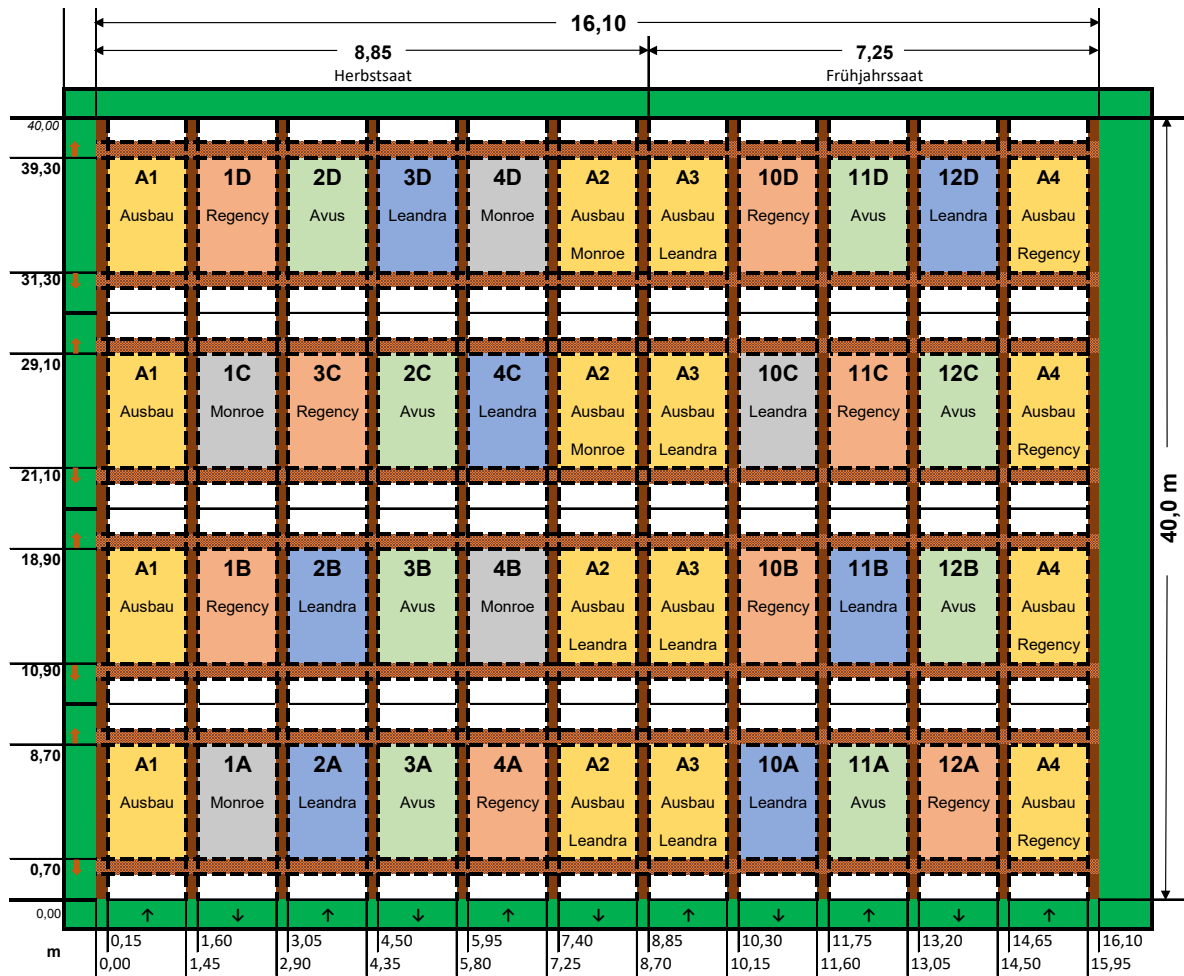 16,10
8,85
7,25
Herbstsaat
Frühjahrssaat
40,00
39,30
A1 1D 2D 3D 4D A2 A3 10D 11D 12D A4
Ausbau Regency Avus Leandra Monroe Ausbau Ausbau Regency Avus Leandra Ausbau
Monroe Leandra Regency
31,30
29,10
A1 1C 3C 2C 4C A2 A3 10C 11C 12C A4
Ausbau Monroe Regency Avus Leandra Ausbau Ausbau Leandra Regency Avus Ausbau
Monroe Leandra Regency
21,10
40,0 m
18,90
A1 1B 2B 3B 4B A2 A3 10B 11B 12B A4
Ausbau Regency Leandra Avus Monroe Ausbau Ausbau Regency Leandra Avus Ausbau
Leandra Leandra Regency
10,90
8,70
A1 1A 2A 3A 4A A2 A3 10A 11A 12A A4
Ausbau Monroe Leandra Avus Regency Ausbau Ausbau Leandra Avus Regency Ausbau
Leandra Leandra Regency
0,70
0,00
↑ ↓ ↑ ↓ ↑ ↓ ↑ ↓ ↑ ↓ ↑
m
0,15 1,60 3,05 4,50 5,95 7,40 8,85 10,30 11,75 13,20 14,65 16,10
0,00 1,45 2,90 4,35 5,80 7,25 8,70 10,15 11,60 13,05 14,50 15,95